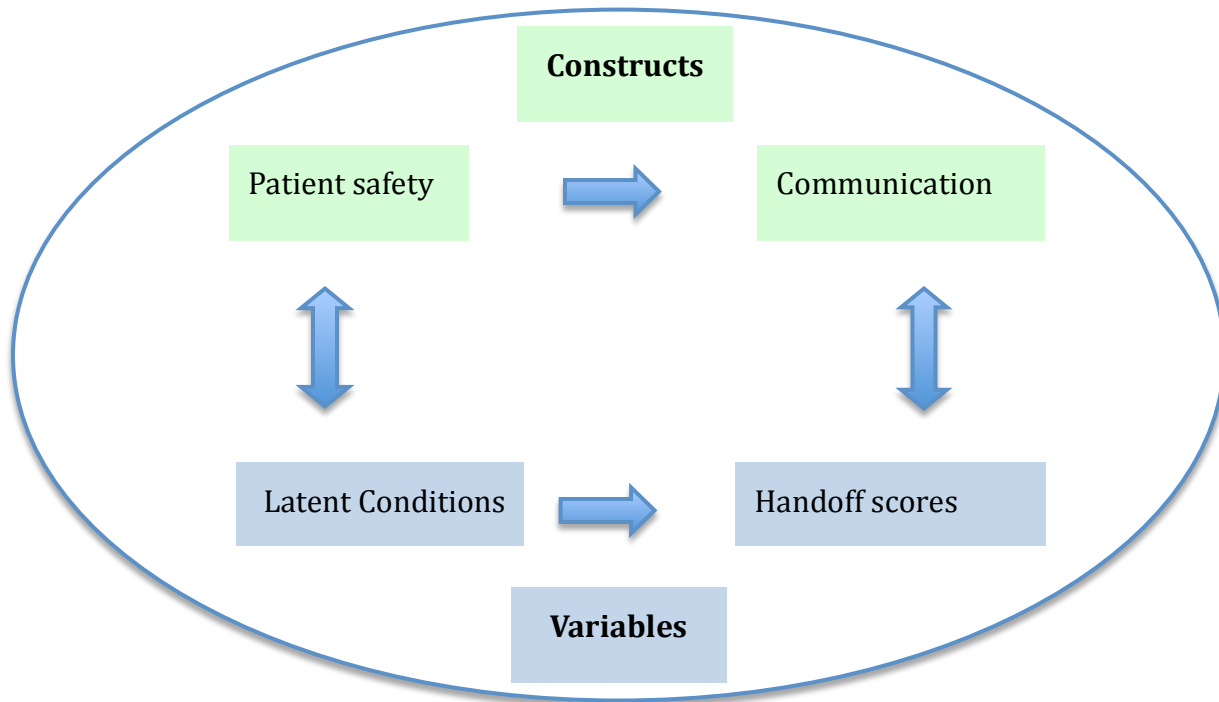 Constructs
Patient safety
Communication
Latent Conditions
Handoff scores
Variables